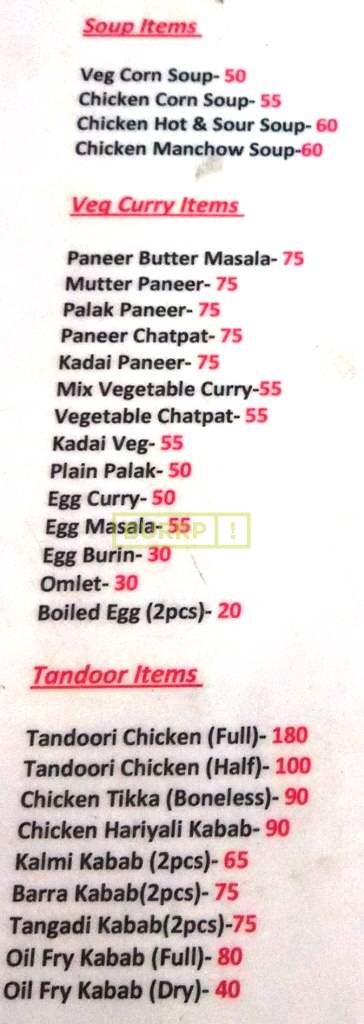 Soup Items
Veg Corn Soup- 50
Chicken Corn Soup- 55
Chicken Hot & Sour Soup- 60
Chicken Manchow Soup-60
Veg Curry Items
Paneer Butter Masala- 75
Mutter Paneer- 75
Palak Paneer- 75
Paneer Chatpat- 75
Kadai Paneer- 75
Mix Vegetable Curry-55
Vegetable Chatpat- 55
Kadai Veg- 55
Plain Palak- 50
Egg Curry- 50
Egg Masala- 55
BURRP!
Egg Burin- 30
Omlet- 30
Boiled Egg (2pcs)- 20
Tandoor Items
Tandoori Chicken (Full)- 180
Tandoori Chicken (Half)- 100
Chicken Tikka (Boneless)- 90
Chicken Hariyali Kabab- 90
Kalmi Kabab (2pcs)- 65
Barra Kabab(2pcs)- 75
Tangadi Kabab(2pcs)-75
Oil Fry Kabab (Full)- 80
Oil Fry Kabab (Dry)- 40